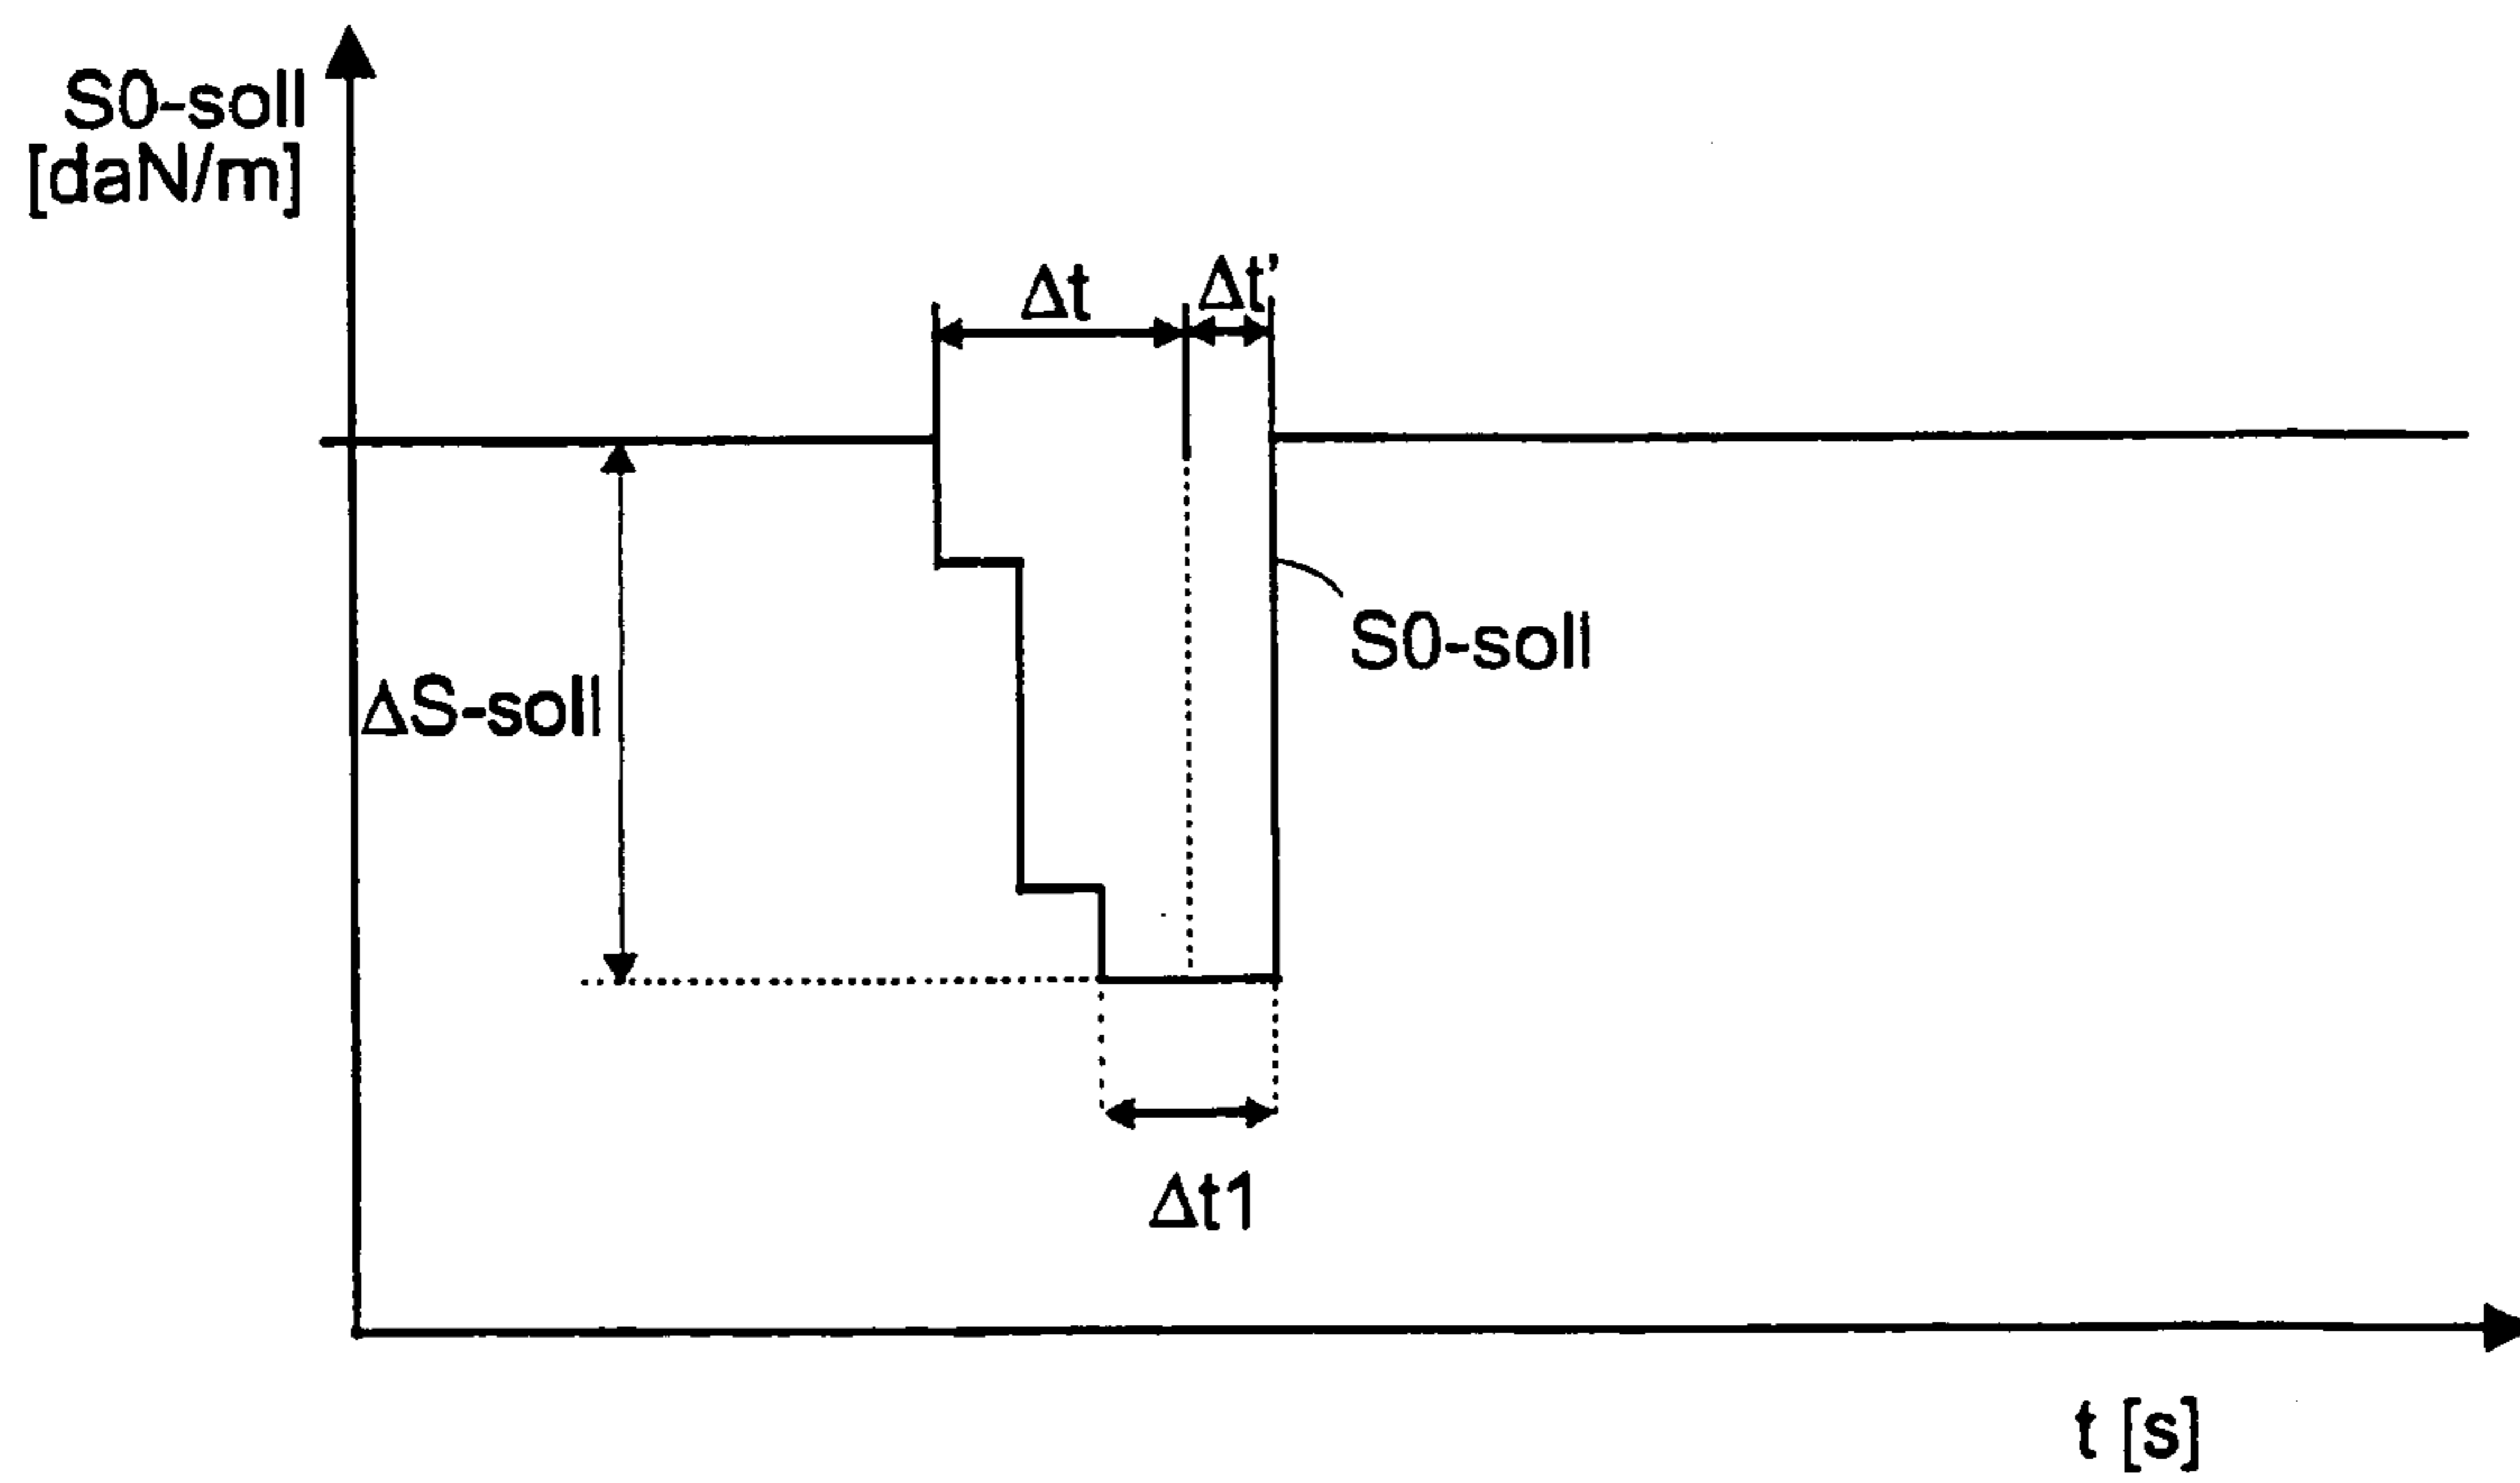 S0-soll
[daN/m]
Δt
Δt’
S0-soll
ΔS-soll
Δt1
t [s]